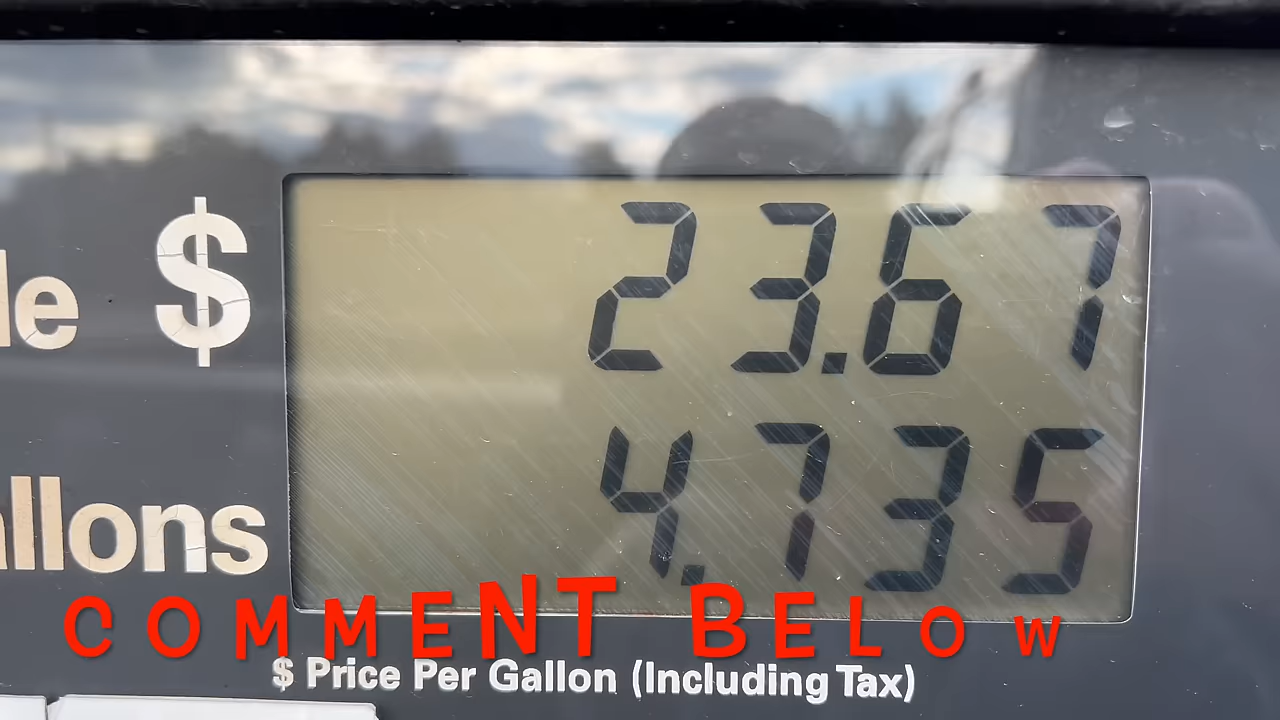 le $ 23.67
allons 4.735
COMMENT BELOW
$ Price Per Gallon (Including Tax)